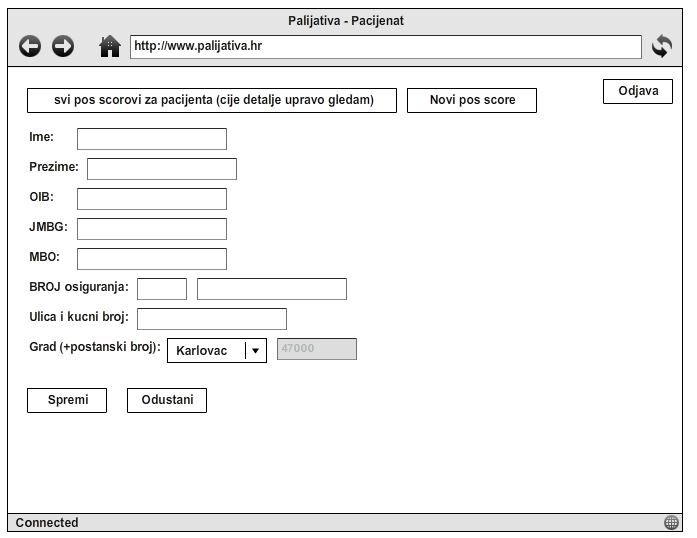 Palijativa - Pacijenat
http://www.palijativa.hr
Odjava
svi pos scorovi za pacijenta (cije detalje upravo gledam)
Novi pos score
Ime:
Prezime:
OIB:
JMBG:
MBO:
BROJ osiguranja:
Ulica i kucni broj:
Grad (+postanski broj):
Karlovac
47000
Spremi
Odustani
Connected